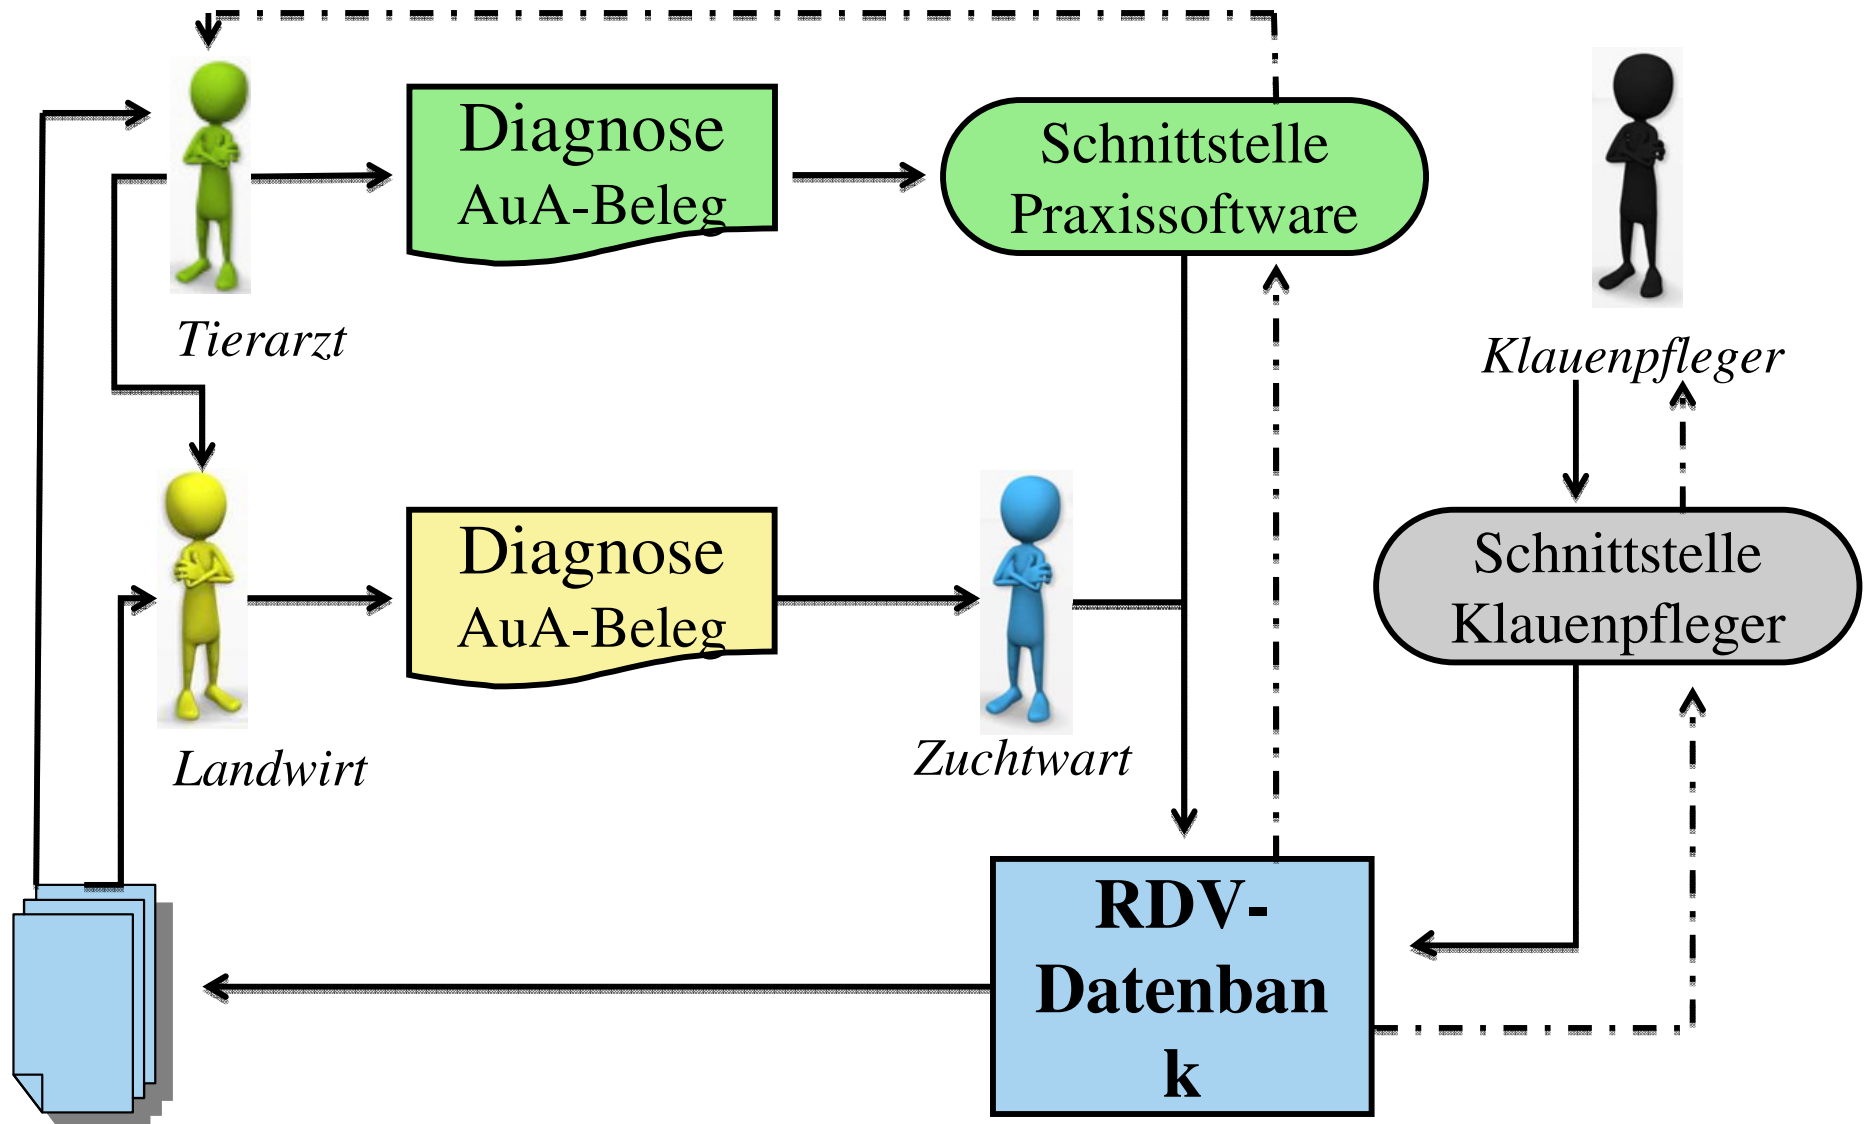 Diagnose
AuA-Beleg
Schnittstelle
Praxissoftware
Tierarzt
Klauenpfleger
Diagnose
AuA-Beleg
Schnittstelle
Klauenpfleger
Landwirt
Zuchtwart
RDV-
Datenban
k